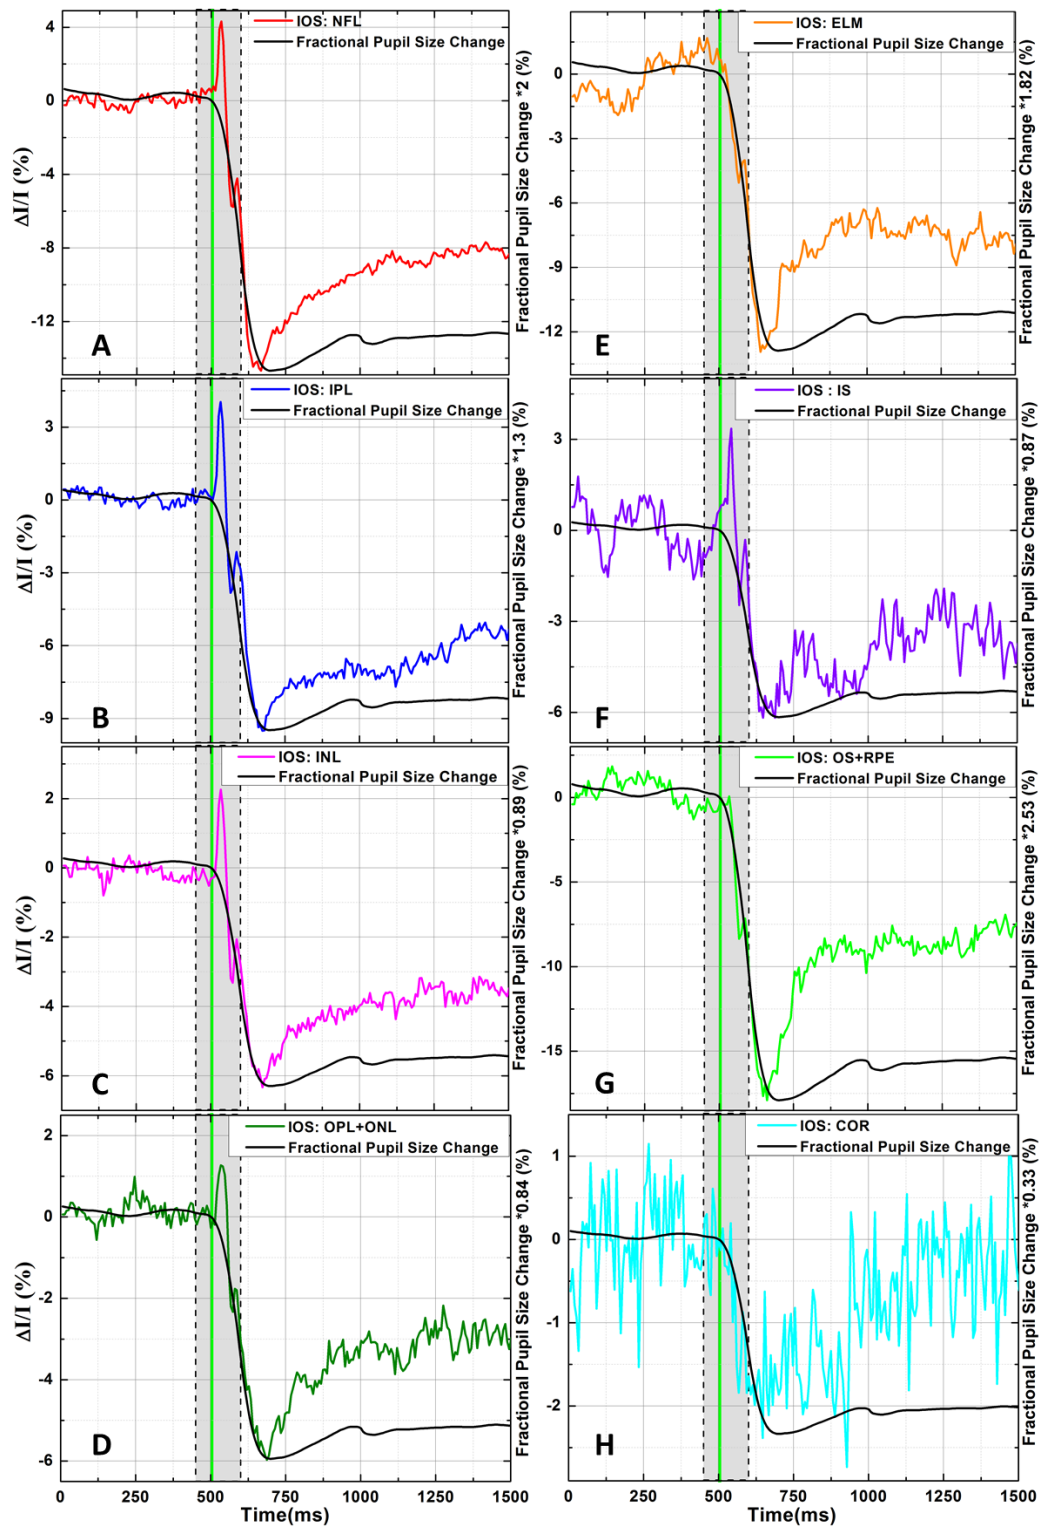 IOS: NFL
Fractional Pupil Size Change
4
0
-4
-8
-12
ΔI/I (%)
Fractional Pupil Size Change *2 (%)
A
IOS: ELM
Fractional Pupil Size Change
0
-3
-6
-9
-12
Fractional Pupil Size Change *1.82 (%)
E
IOS: IPL
Fractional Pupil Size Change
3
0
-3
-6
-9
ΔI/I (%)
Fractional Pupil Size Change *1.3 (%)
B
IOS : IS
Fractional Pupil Size Change
3
0
-3
-6
Fractional Pupil Size Change *0.87 (%)
F
IOS: INL
Fractional Pupil Size Change
2
0
-2
-4
-6
ΔI/I (%)
Fractional Pupil Size Change *0.89 (%)
C
IOS: OS+RPE
Fractional Pupil Size Change
0
-5
-10
-15
Fractional Pupil Size Change *2.53 (%)
G
IOS: OPL+ONL
Fractional Pupil Size Change
2
0
-2
-4
-6
ΔI/I (%)
Fractional Pupil Size Change *0.84 (%)
D
0 250 500 750 1000 1250 1500
Time(ms)
IOS: COR
Fractional Pupil Size Change
1
0
-1
-2
Fractional Pupil Size Change *0.33 (%)
H
0 250 500 750 1000 1250 1500
Time(ms)